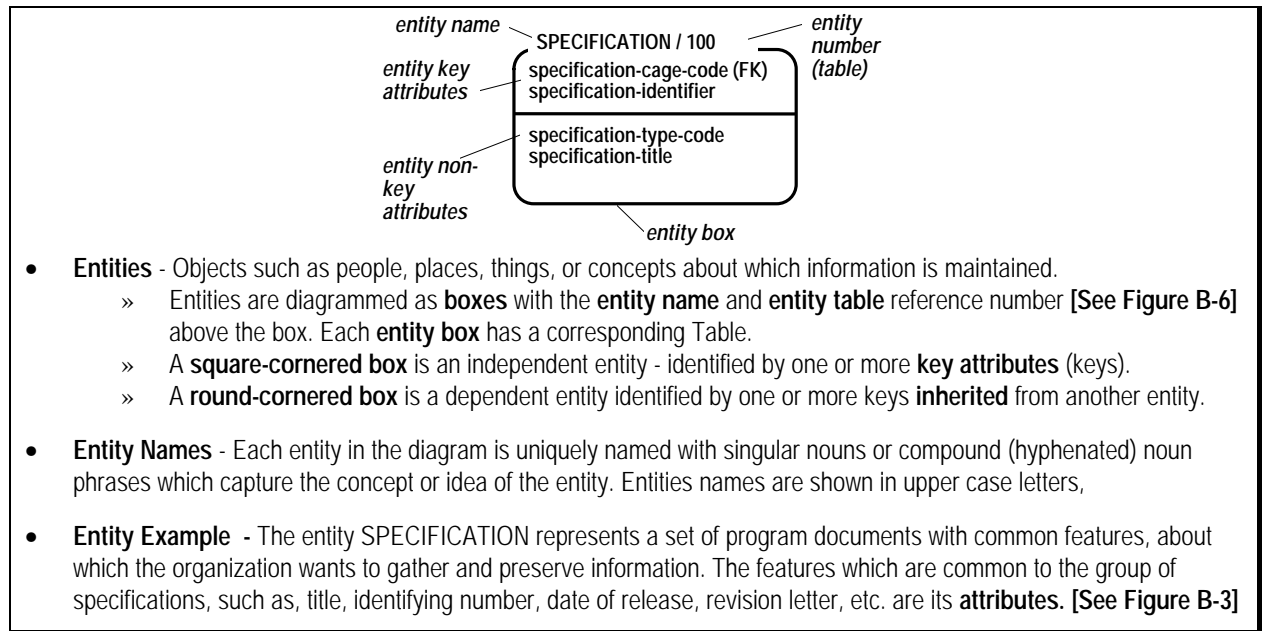 entity name
SPECIFICATION / 100
entity
number
(table)
entity key
attributes
specification-cage-code (FK)
specification-identifier
specification-type-code
specification-title
entity non-
key
attributes
entity box
• Entities - Objects such as people, places, things, or concepts about which information is maintained.
» Entities are diagrammed as boxes with the entity name and entity table reference number [See Figure B-6]
above the box. Each entity box has a corresponding Table.
» A square-cornered box is an independent entity - identified by one or more key attributes (keys).
» A round-cornered box is a dependent entity identified by one or more keys inherited from another entity.
• Entity Names - Each entity in the diagram is uniquely named with singular nouns or compound (hyphenated) noun
phrases which capture the concept or idea of the entity. Entities names are shown in upper case letters,
• Entity Example - The entity SPECIFICATION represents a set of program documents with common features, about
which the organization wants to gather and preserve information. The features which are common to the group of
specifications, such as, title, identifying number, date of release, revision letter, etc. are its attributes. [See Figure B-3]